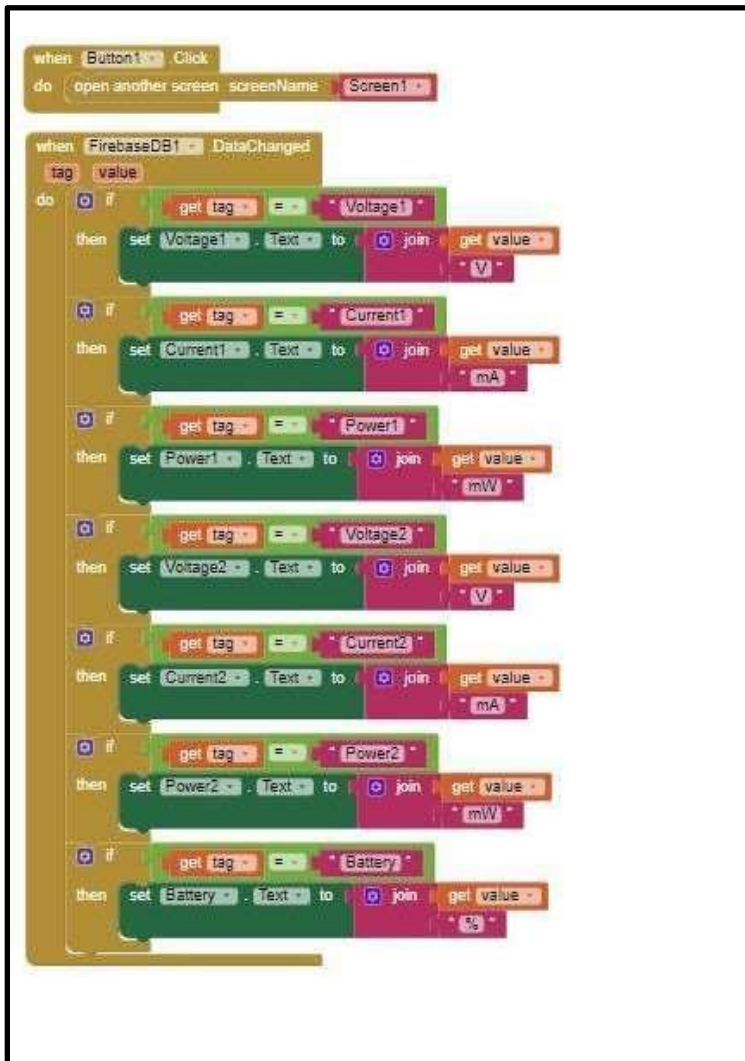 when Button1 .Click
do open another screen screenName Screen1
when FirebaseDB1 .DataChanged
tag value
do if get tag = " Voltage1 "
then set Voltage1 . Text to join get value
" V "
if get tag = " Current1 "
then set Current1 . Text to join get value
" mA "
if get tag = " Power1 "
then set Power1 . Text to join get value
" mW "
if get tag = " Voltage2 "
then set Voltage2 . Text to join get value
" V "
if get tag = " Current2 "
then set Current2 . Text to join get value
" mA "
if get tag = " Power2 "
then set Power2 . Text to join get value
" mW "
if get tag = " Battery "
then set Battery . Text to join get value
" % "